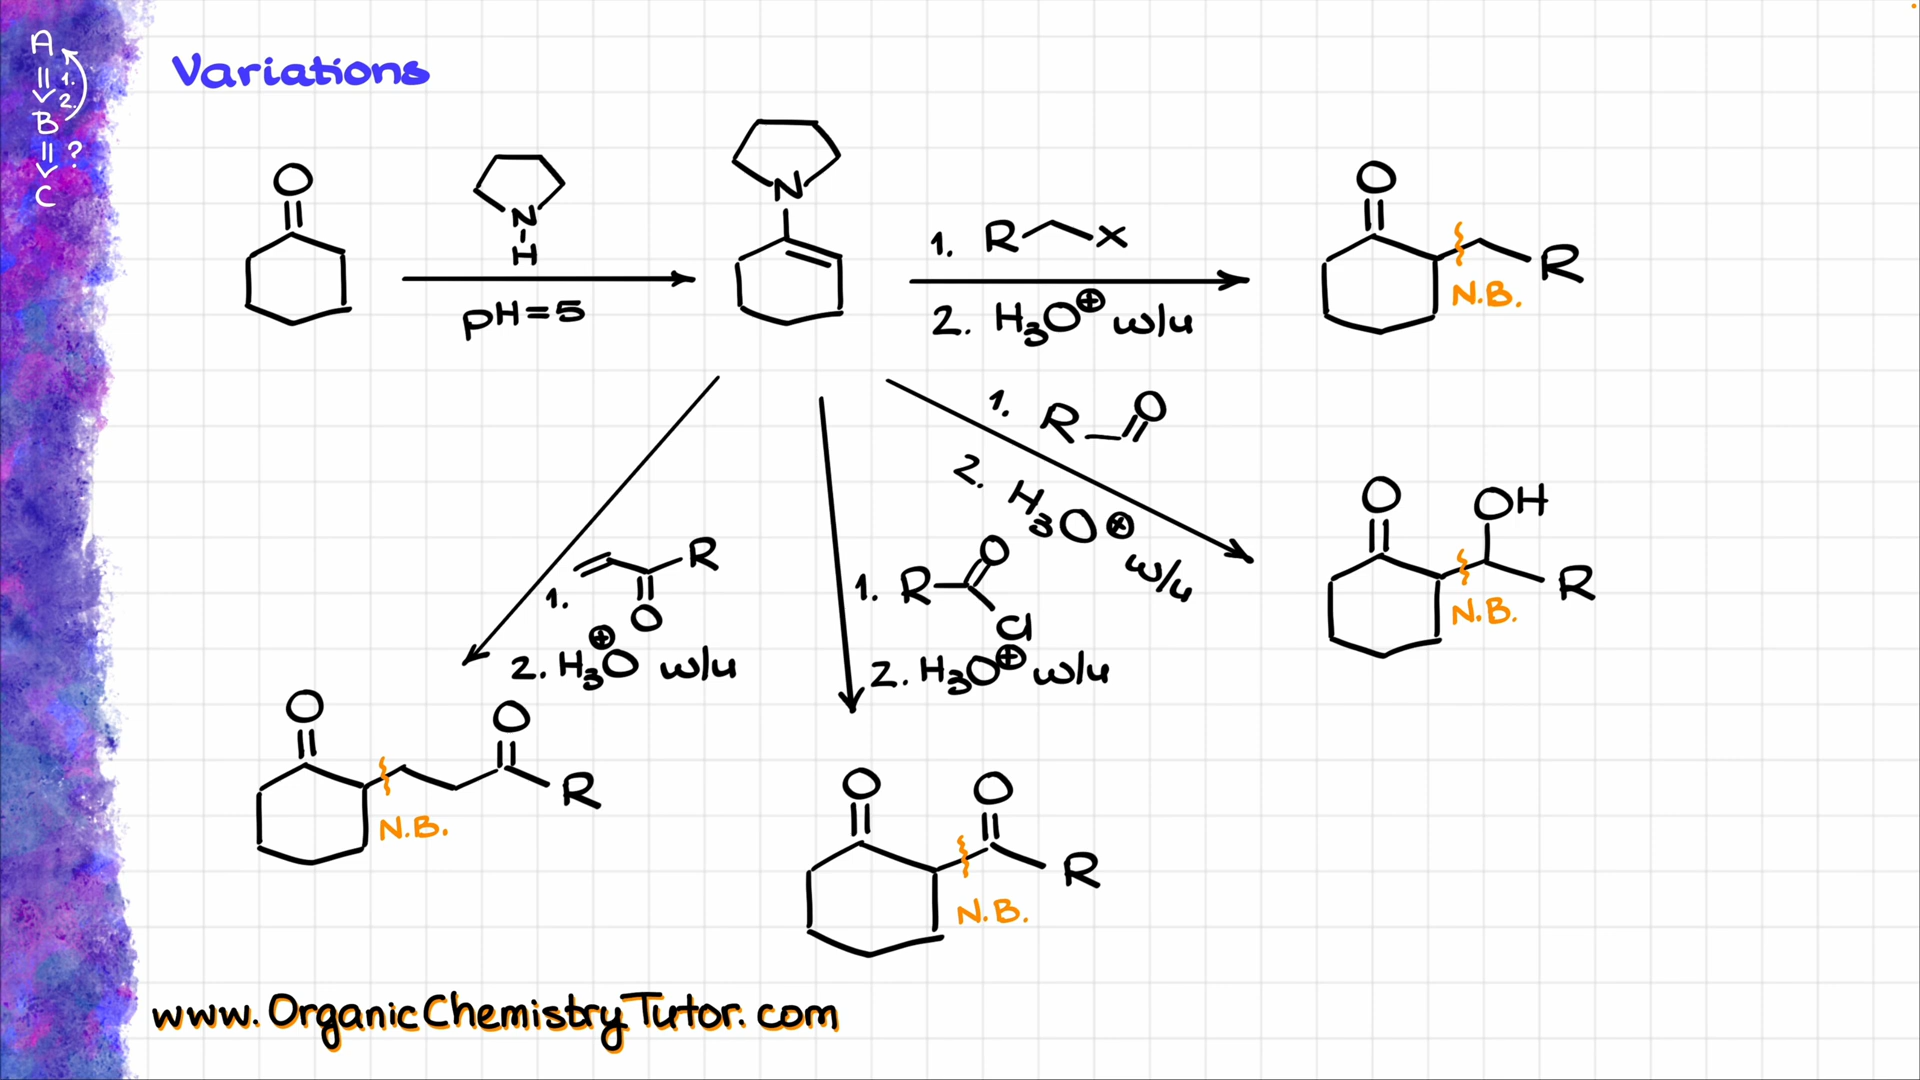 A
1.
2.
B
?
C
Variations
O
N
H
pH=5
N
1. R X
2. H₃O⊕ w/u
O
R
N.B.
1. R O
2. H₃O⊕ w/u
O
OH
R
N.B.
1. R O
Cl
2. H₃O⊕ w/u
O
O
R
N.B.
1. R
O
2. H₃O⊕ w/u
O
O
R
N.B.
www.OrganicChemistryTutor.com